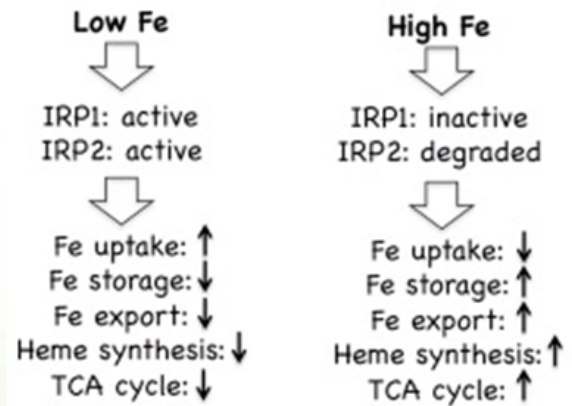 Low Fe
IRP1: active
IRP2: active
Fe uptake: ↑
Fe storage: ↓
Fe export: ↓
Heme synthesis: ↓
TCA cycle: ↓
High Fe
IRP1: inactive
IRP2: degraded
Fe uptake: ↓
Fe storage: ↑
Fe export: ↑
Heme synthesis: ↑
TCA cycle: ↑